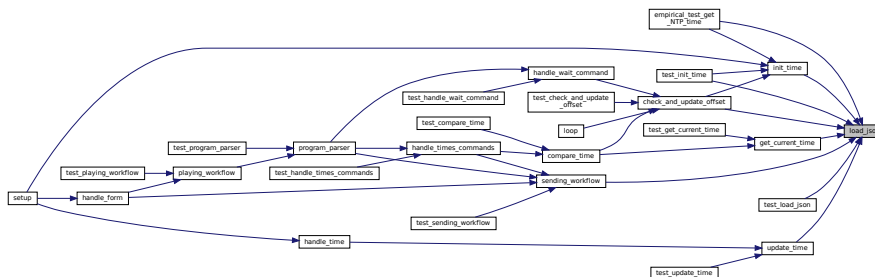 empirical_test_get
_NTP_time
init_time
handle_wait_command
test_init_time
test_handle_wait_command
test_check_and_update
_offset
check_and_update_offset
test_compare_time
loop
test_get_current_time
load_jso
get_current_time
test_program_parser
program_parser
handle_times_commands
compare_time
test_playing_workflow
playing_workflow
test_handle_times_commands
sending_workflow
setup
handle_form
test_load_json
test_sending_workflow
handle_time
update_time
test_update_time